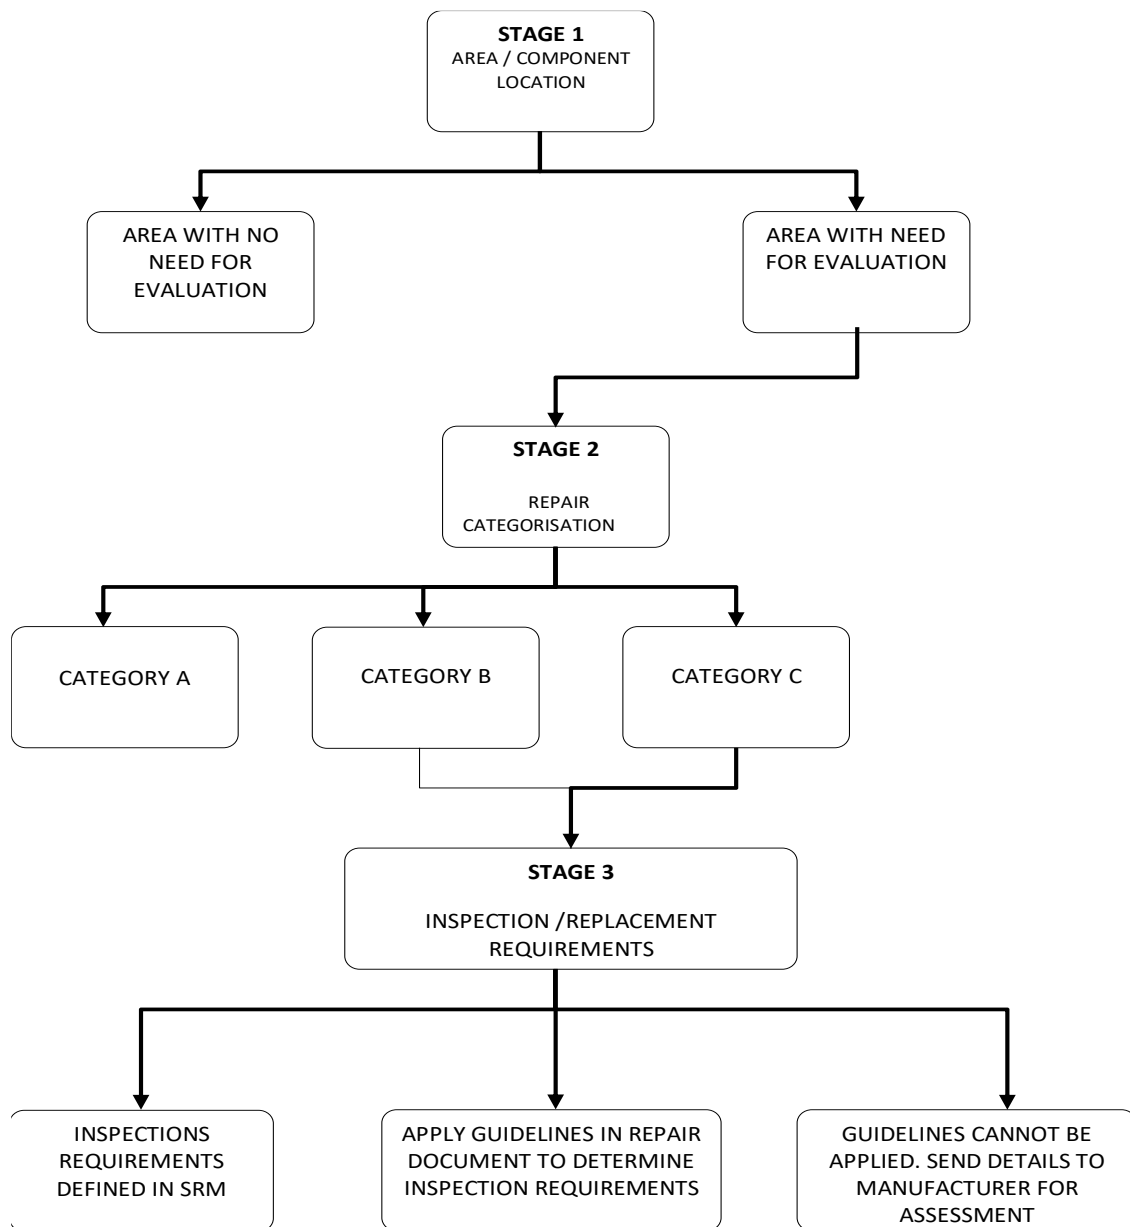 STAGE 1
AREA / COMPONENT
LOCATION
AREA WITH NO
NEED FOR
EVALUATION
AREA WITH NEED
FOR EVALUATION
STAGE 2
REPAIR
CATEGORISATION
CATEGORY A
CATEGORY B
CATEGORY C
STAGE 3
INSPECTION /REPLACEMENT
REQUIREMENTS
INSPECTIONS
REQUIREMENTS
DEFINED IN SRM
APPLY GUIDELINES IN REPAIR
DOCUMENT TO DETERMINE
INSPECTION REQUIREMENTS
GUIDELINES CANNOT BE
APPLIED. SEND DETAILS TO
MANUFACTURER FOR
ASSESSMENT